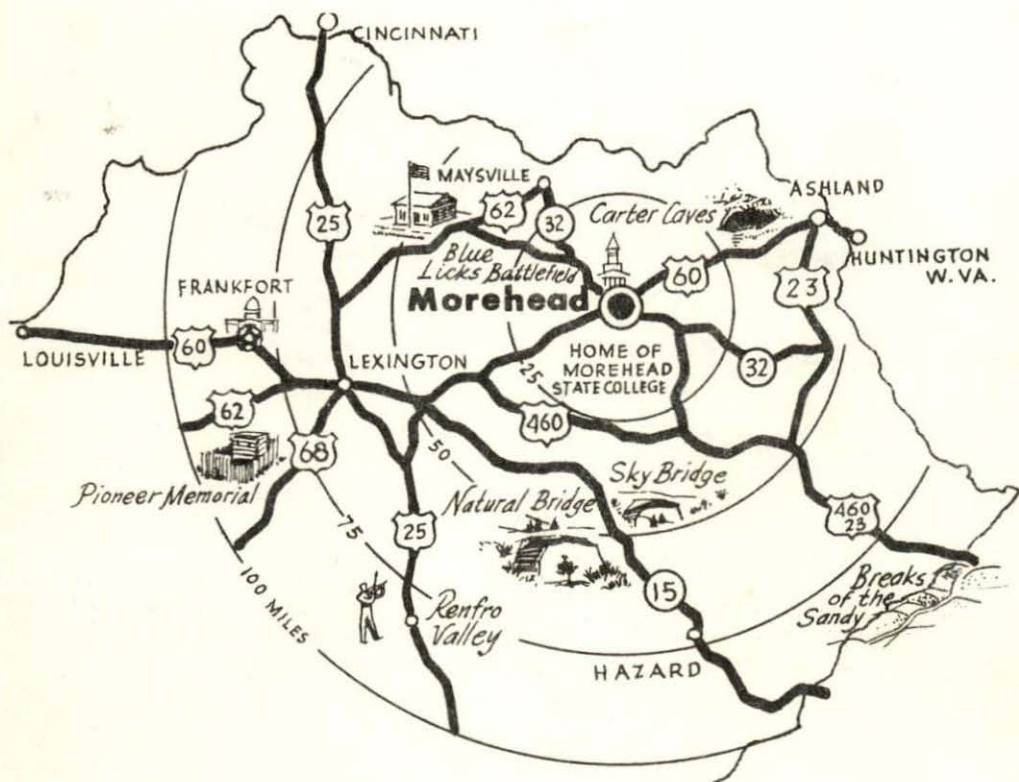 CINCINNATI
MAYSVILLE
62
32
Carter Caves
ASHLAND
25
HUNTINGTON
W. VA.
Blue
Licks Battlefield
60
23
FRANKFORT
Morehead
LOUISVILLE
60
LEXINGTON
HOME OF
MOREHEAD
STATE COLLEGE
25
32
62
460
68
50
Sky Bridge
Pioneer Memorial
Natural Bridge
75
25
460
23
100 MILES
15
Breaks
of the
Sandy
Renfro
Valley
HAZARD